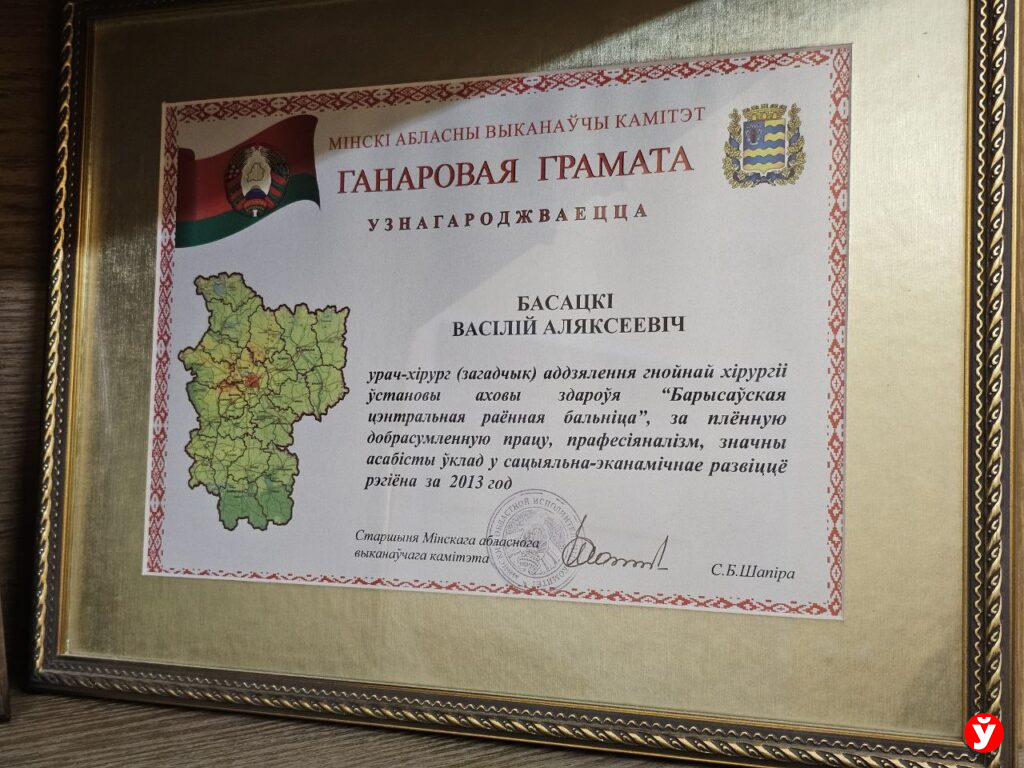 МІНСКІ АБЛАСНЫ ВЫКАНАЎЧЫ КАМІТЭТ
ГАНАРОВАЯ ГРАМАТА
УЗНАГАРОДЖВАЕЦЦА
БАСАЦКІ
ВАСІЛІЙ АЛЯКСЕЕВІЧ
урач-хірург (загадчык) аддзялення гнойнай хірургіі
ўстановы аховы здароўя “Барысаўская
цэнтральная раённая бальніца”, за плённую
добрасумленную працу, прафесіяналізм, значны
асабісты ўклад у сацыяльна-эканамічнае развіццё
рэгіёна за 2013 год
Старшыня Мінскага абласнога
выканаўчага камітэта
С.Б.Шапіра
Ў